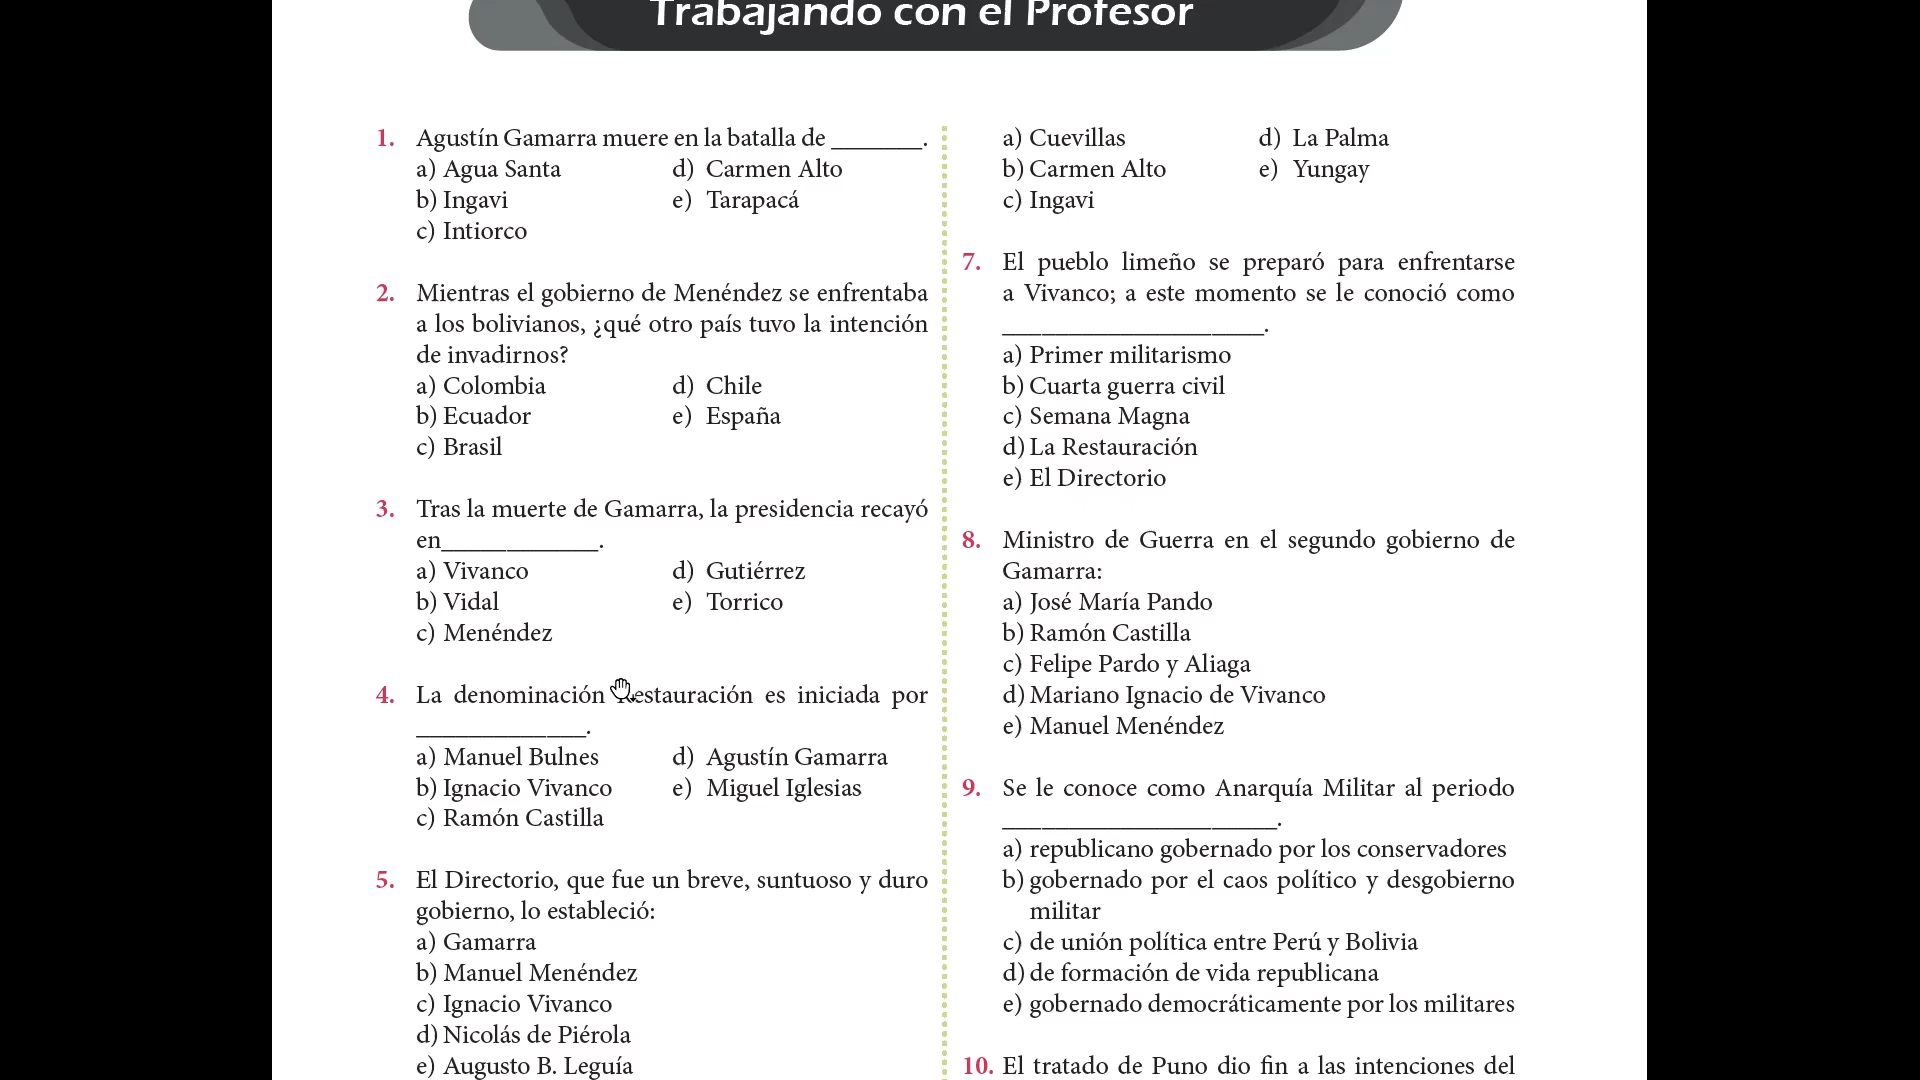 Trabajando con el Profesor
1. Agustín Gamarra muere en la batalla de _______.
a) Agua Santa d) Carmen Alto
b) Ingavi e) Tarapacá
c) Intiorco
2. Mientras el gobierno de Menéndez se enfrentaba
a los bolivianos, ¿qué otro país tuvo la intención
de invadirnos?
a) Colombia d) Chile
b) Ecuador e) España
c) Brasil
3. Tras la muerte de Gamarra, la presidencia recayó
en____________.
a) Vivanco d) Gutiérrez
b) Vidal e) Torrico
c) Menéndez
4. La denominación Restauración es iniciada por
_____________.
a) Manuel Bulnes d) Agustín Gamarra
b) Ignacio Vivanco e) Miguel Iglesias
c) Ramón Castilla
5. El Directorio, que fue un breve, suntuoso y duro
gobierno, lo estableció:
a) Gamarra
b) Manuel Menéndez
c) Ignacio Vivanco
d) Nicolás de Piérola
e) Augusto B. Leguía
a) Cuevillas d) La Palma
b) Carmen Alto e) Yungay
c) Ingavi
7. El pueblo limeño se preparó para enfrentarse
a Vivanco; a este momento se le conoció como
____________________.
a) Primer militarismo
b) Cuarta guerra civil
c) Semana Magna
d) La Restauración
e) El Directorio
8. Ministro de Guerra en el segundo gobierno de
Gamarra:
a) José María Pando
b) Ramón Castilla
c) Felipe Pardo y Aliaga
d) Mariano Ignacio de Vivanco
e) Manuel Menéndez
9. Se le conoce como Anarquía Militar al periodo
_____________________.
a) republicano gobernado por los conservadores
b) gobernado por el caos político y desgobierno
militar
c) de unión política entre Perú y Bolivia
d) de formación de vida republicana
e) gobernado democráticamente por los militares
10. El tratado de Puno dio fin a las intenciones del